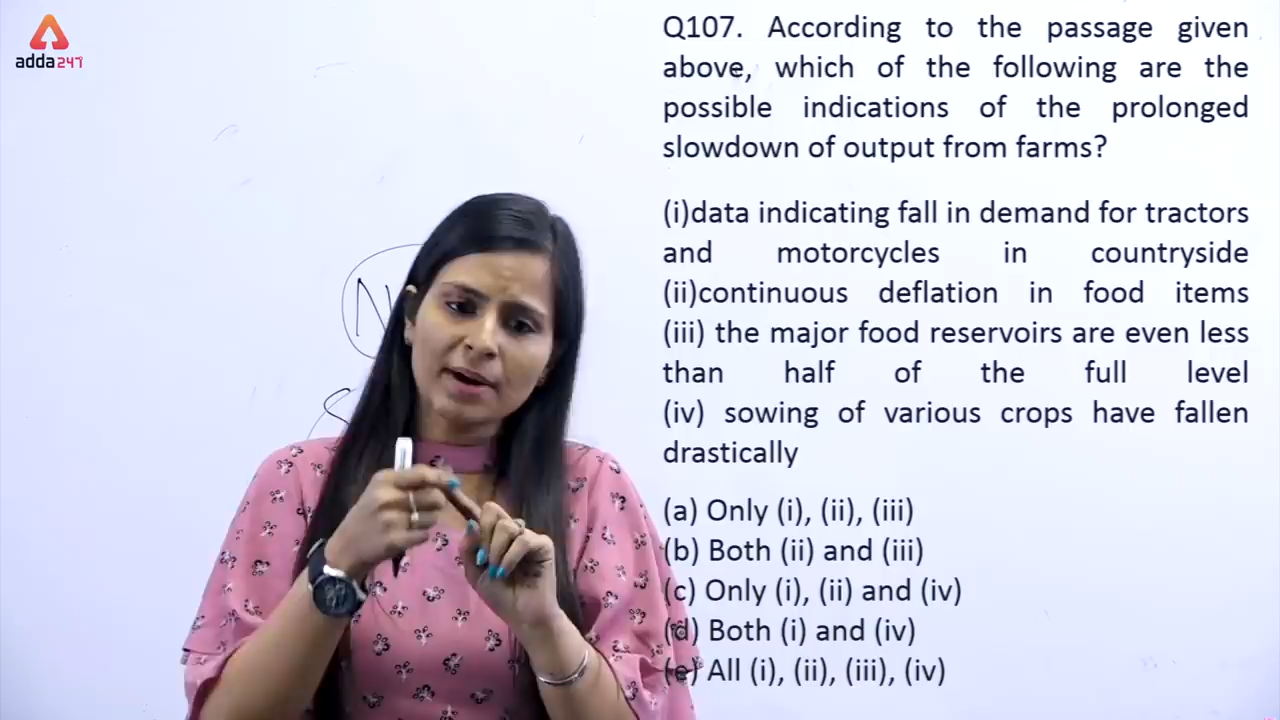 adda247
Q107. According to the passage given
above, which of the following are the
possible indications of the prolonged
slowdown of output from farms?
(i)data indicating fall in demand for tractors
and motorcycles in countryside
(ii)continuous deflation in food items
(iii) the major food reservoirs are even less
than half of the full level
(iv) sowing of various crops have fallen
drastically
(a) Only (i), (ii), (iii)
(b) Both (ii) and (iii)
(c) Only (i), (ii) and (iv)
(d) Both (i) and (iv)
(e) All (i), (ii), (iii), (iv)